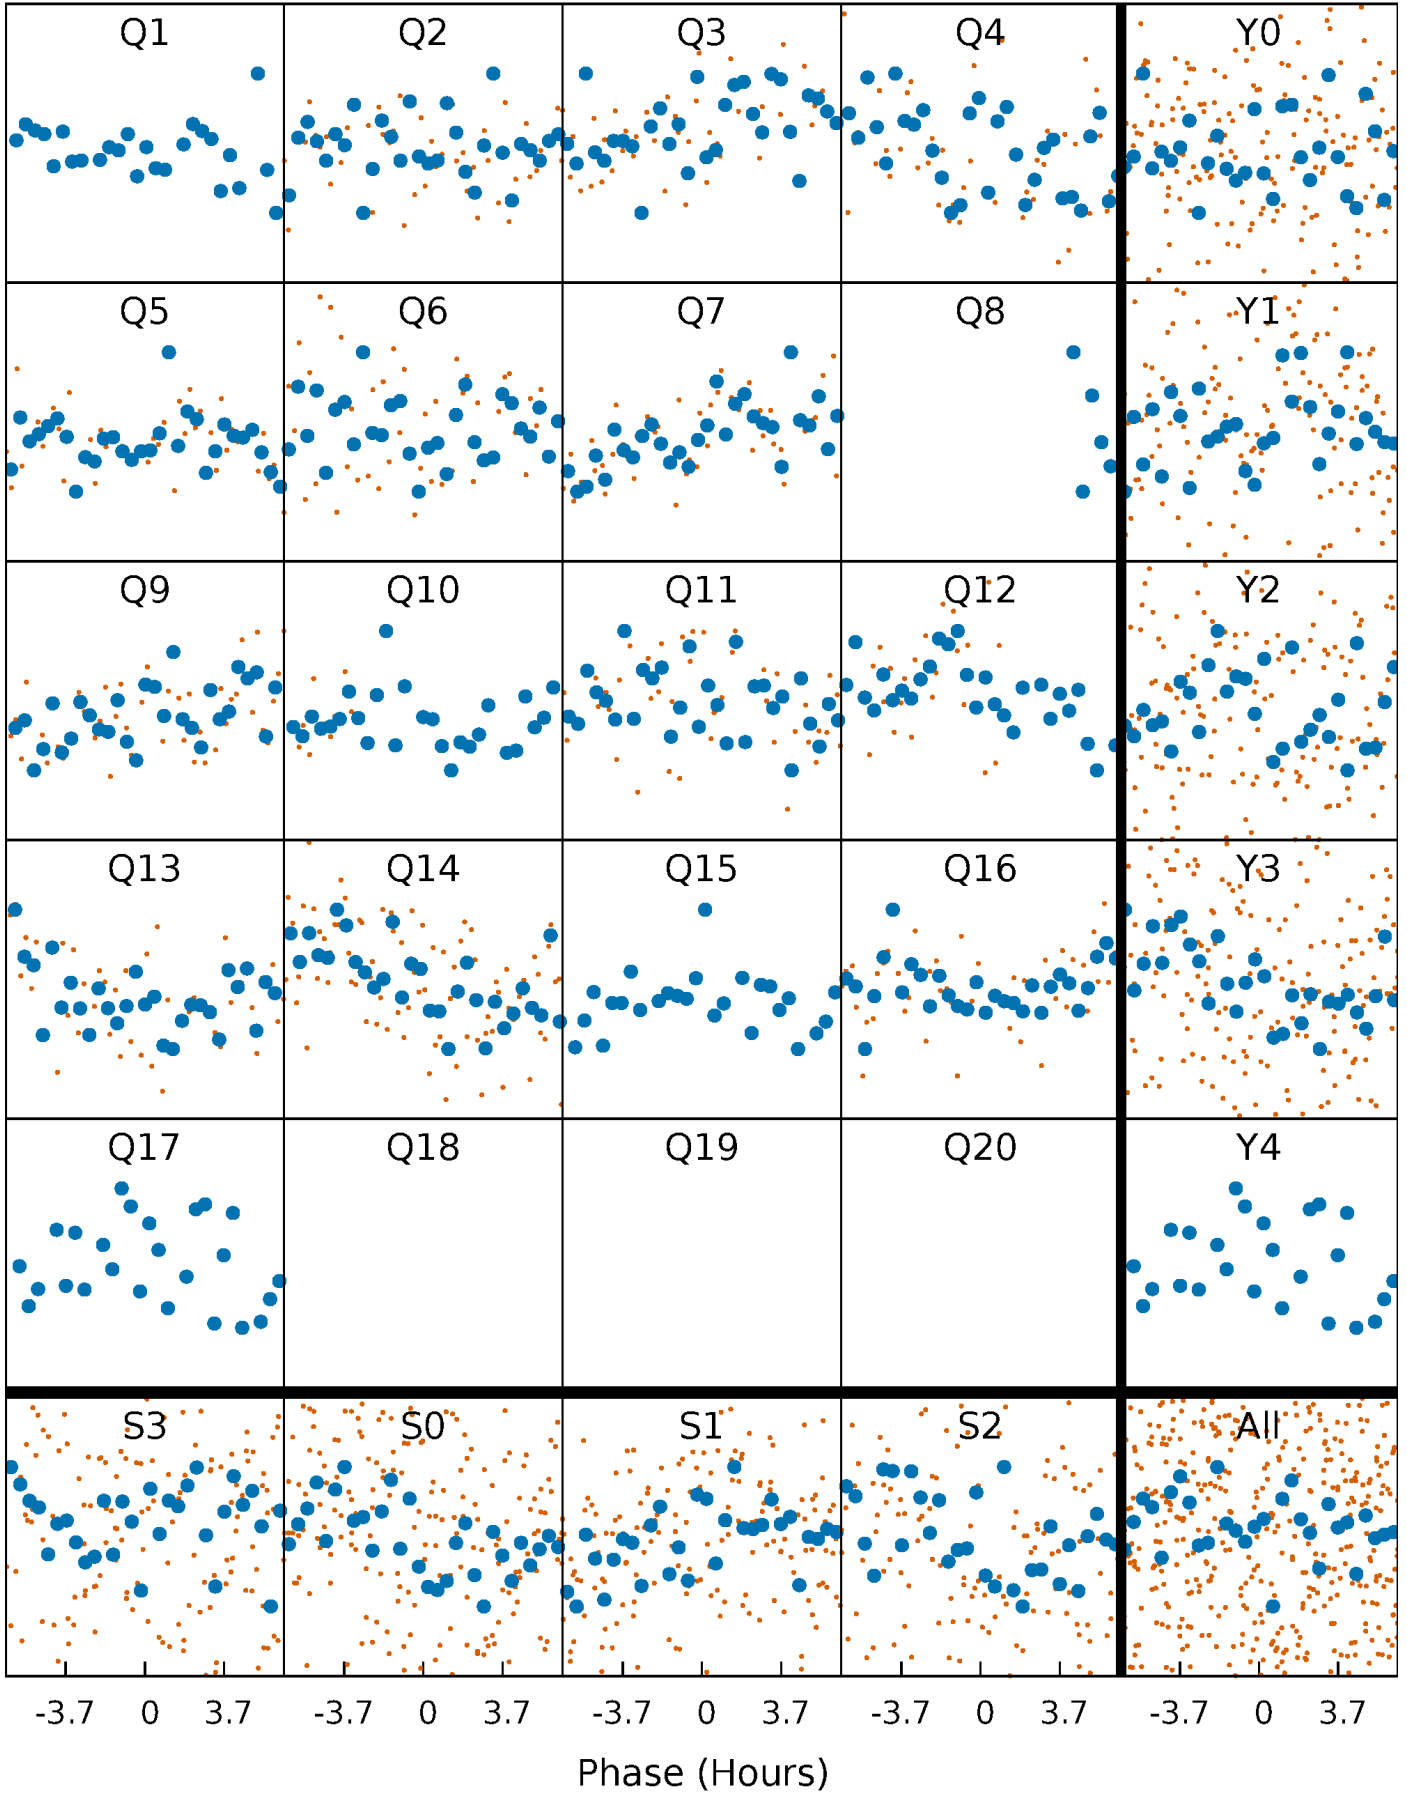 Q1 Q2 Q3 Q4 Y0
Q5 Q6 Q7 Q8 Y1
Q9 Q10 Q11 Q12 Y2
Q13 Q14 Q15 Q16 Y3
Q17 Q18 Q19 Q20 Y4
S3 S0 S1 S2 All
-3.7 0 3.7 -3.7 0 3.7 -3.7 0 3.7 -3.7 0 3.7 -3.7 0 3.7
Phase (Hours)